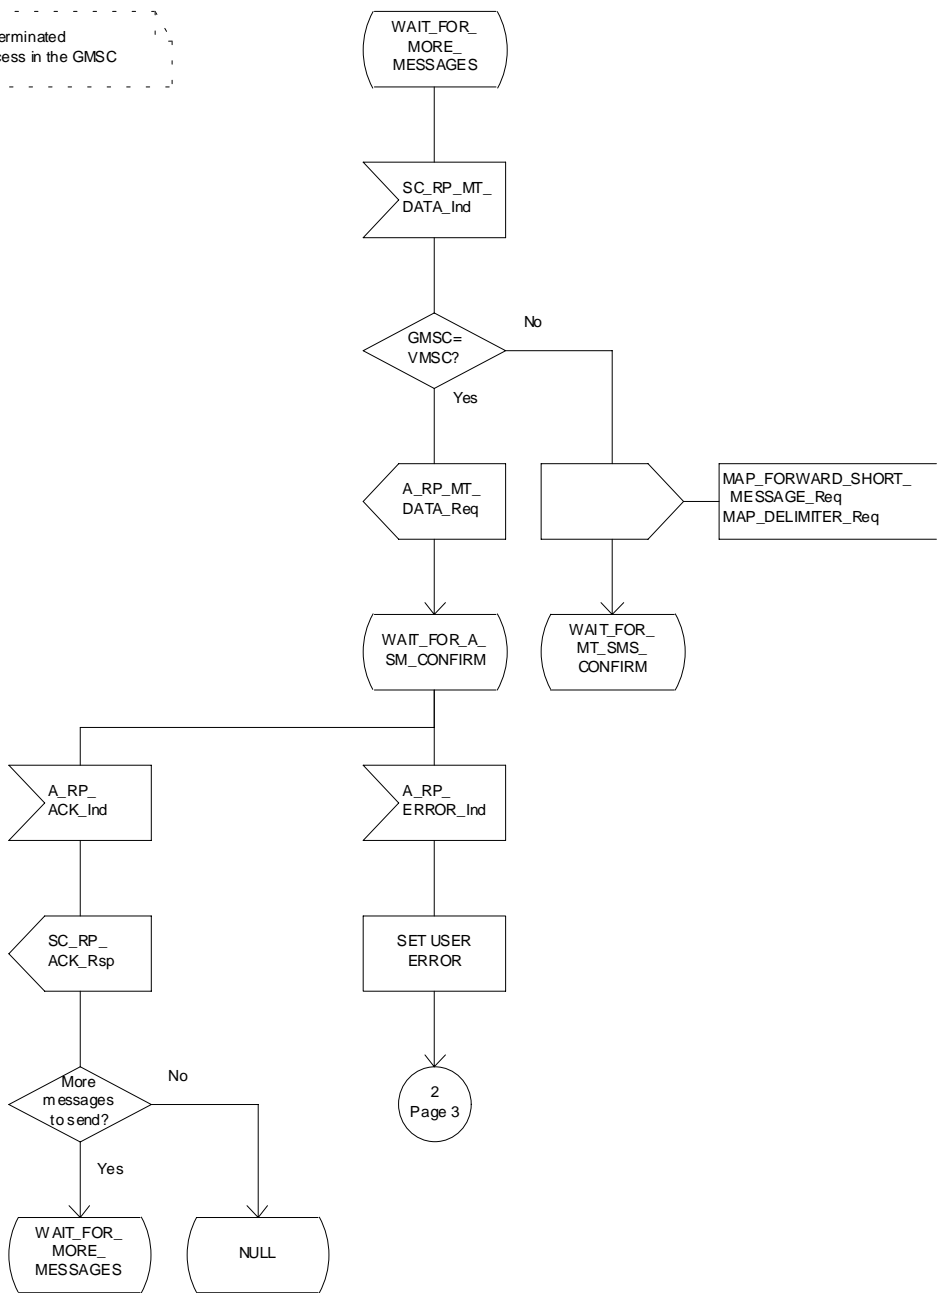 erminated
ess in the GMSC
WAIT_FOR_
MORE_
MESSAGES
SC_RP_MT_
DATA_Ind
GMSC=
VMSC?
No
Yes
A_RP_MT_
DATA_Req
MAP_FORWARD_SHORT_
MESSAGE_Req
MAP_DELIMITER_Req
WAIT_FOR_A_
SM_CONFIRM
WAIT_FOR_
MT_SMS_
CONFIRM
A_RP_
ACK_Ind
A_RP_
ERROR_Ind
SC_RP_
ACK_Rsp
SET USER
ERROR
More
messages
to send?
No
Yes
2
Page 3
WAIT_FOR_
MORE_
MESSAGES
NULL